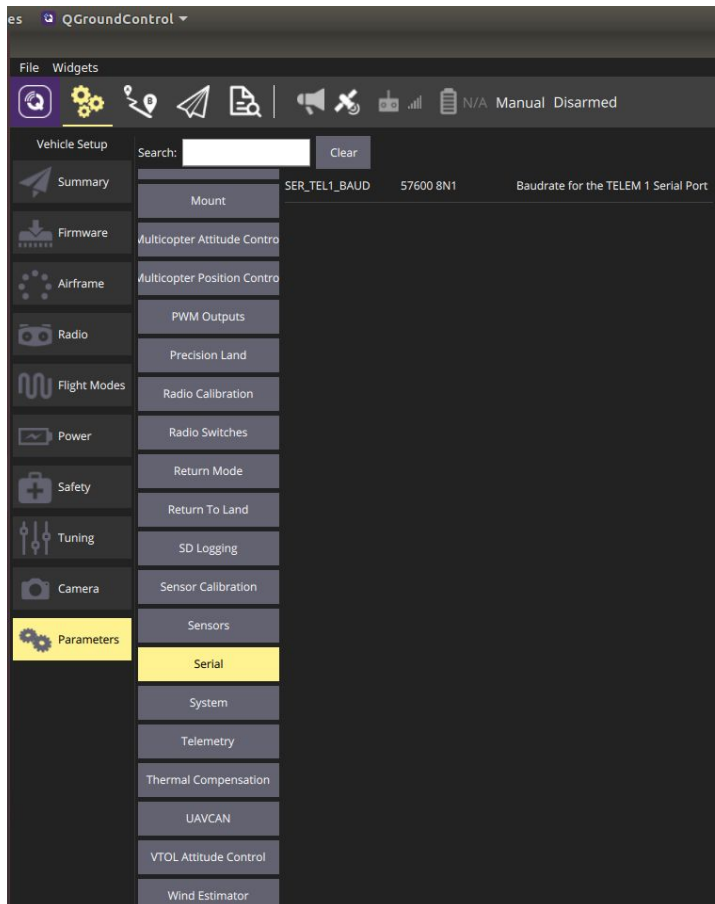 es QGroundControl
File Widgets
N/A Manual Disarmed
Vehicle Setup
Summary
Firmware
Airframe
Radio
Flight Modes
Power
Safety
Tuning
Camera
Parameters
Search: Clear
Mount
Multicopter Attitude Contro
Multicopter Position Contro
PWM Outputs
Precision Land
Radio Calibration
Radio Switches
Return Mode
Return To Land
SD Logging
Sensor Calibration
Sensors
Serial
System
Telemetry
Thermal Compensation
UAVCAN
VTOL Attitude Control
Wind Estimator
SER_TEL1_BAUD 57600 8N1 Baudrate for the TELEM 1 Serial Port